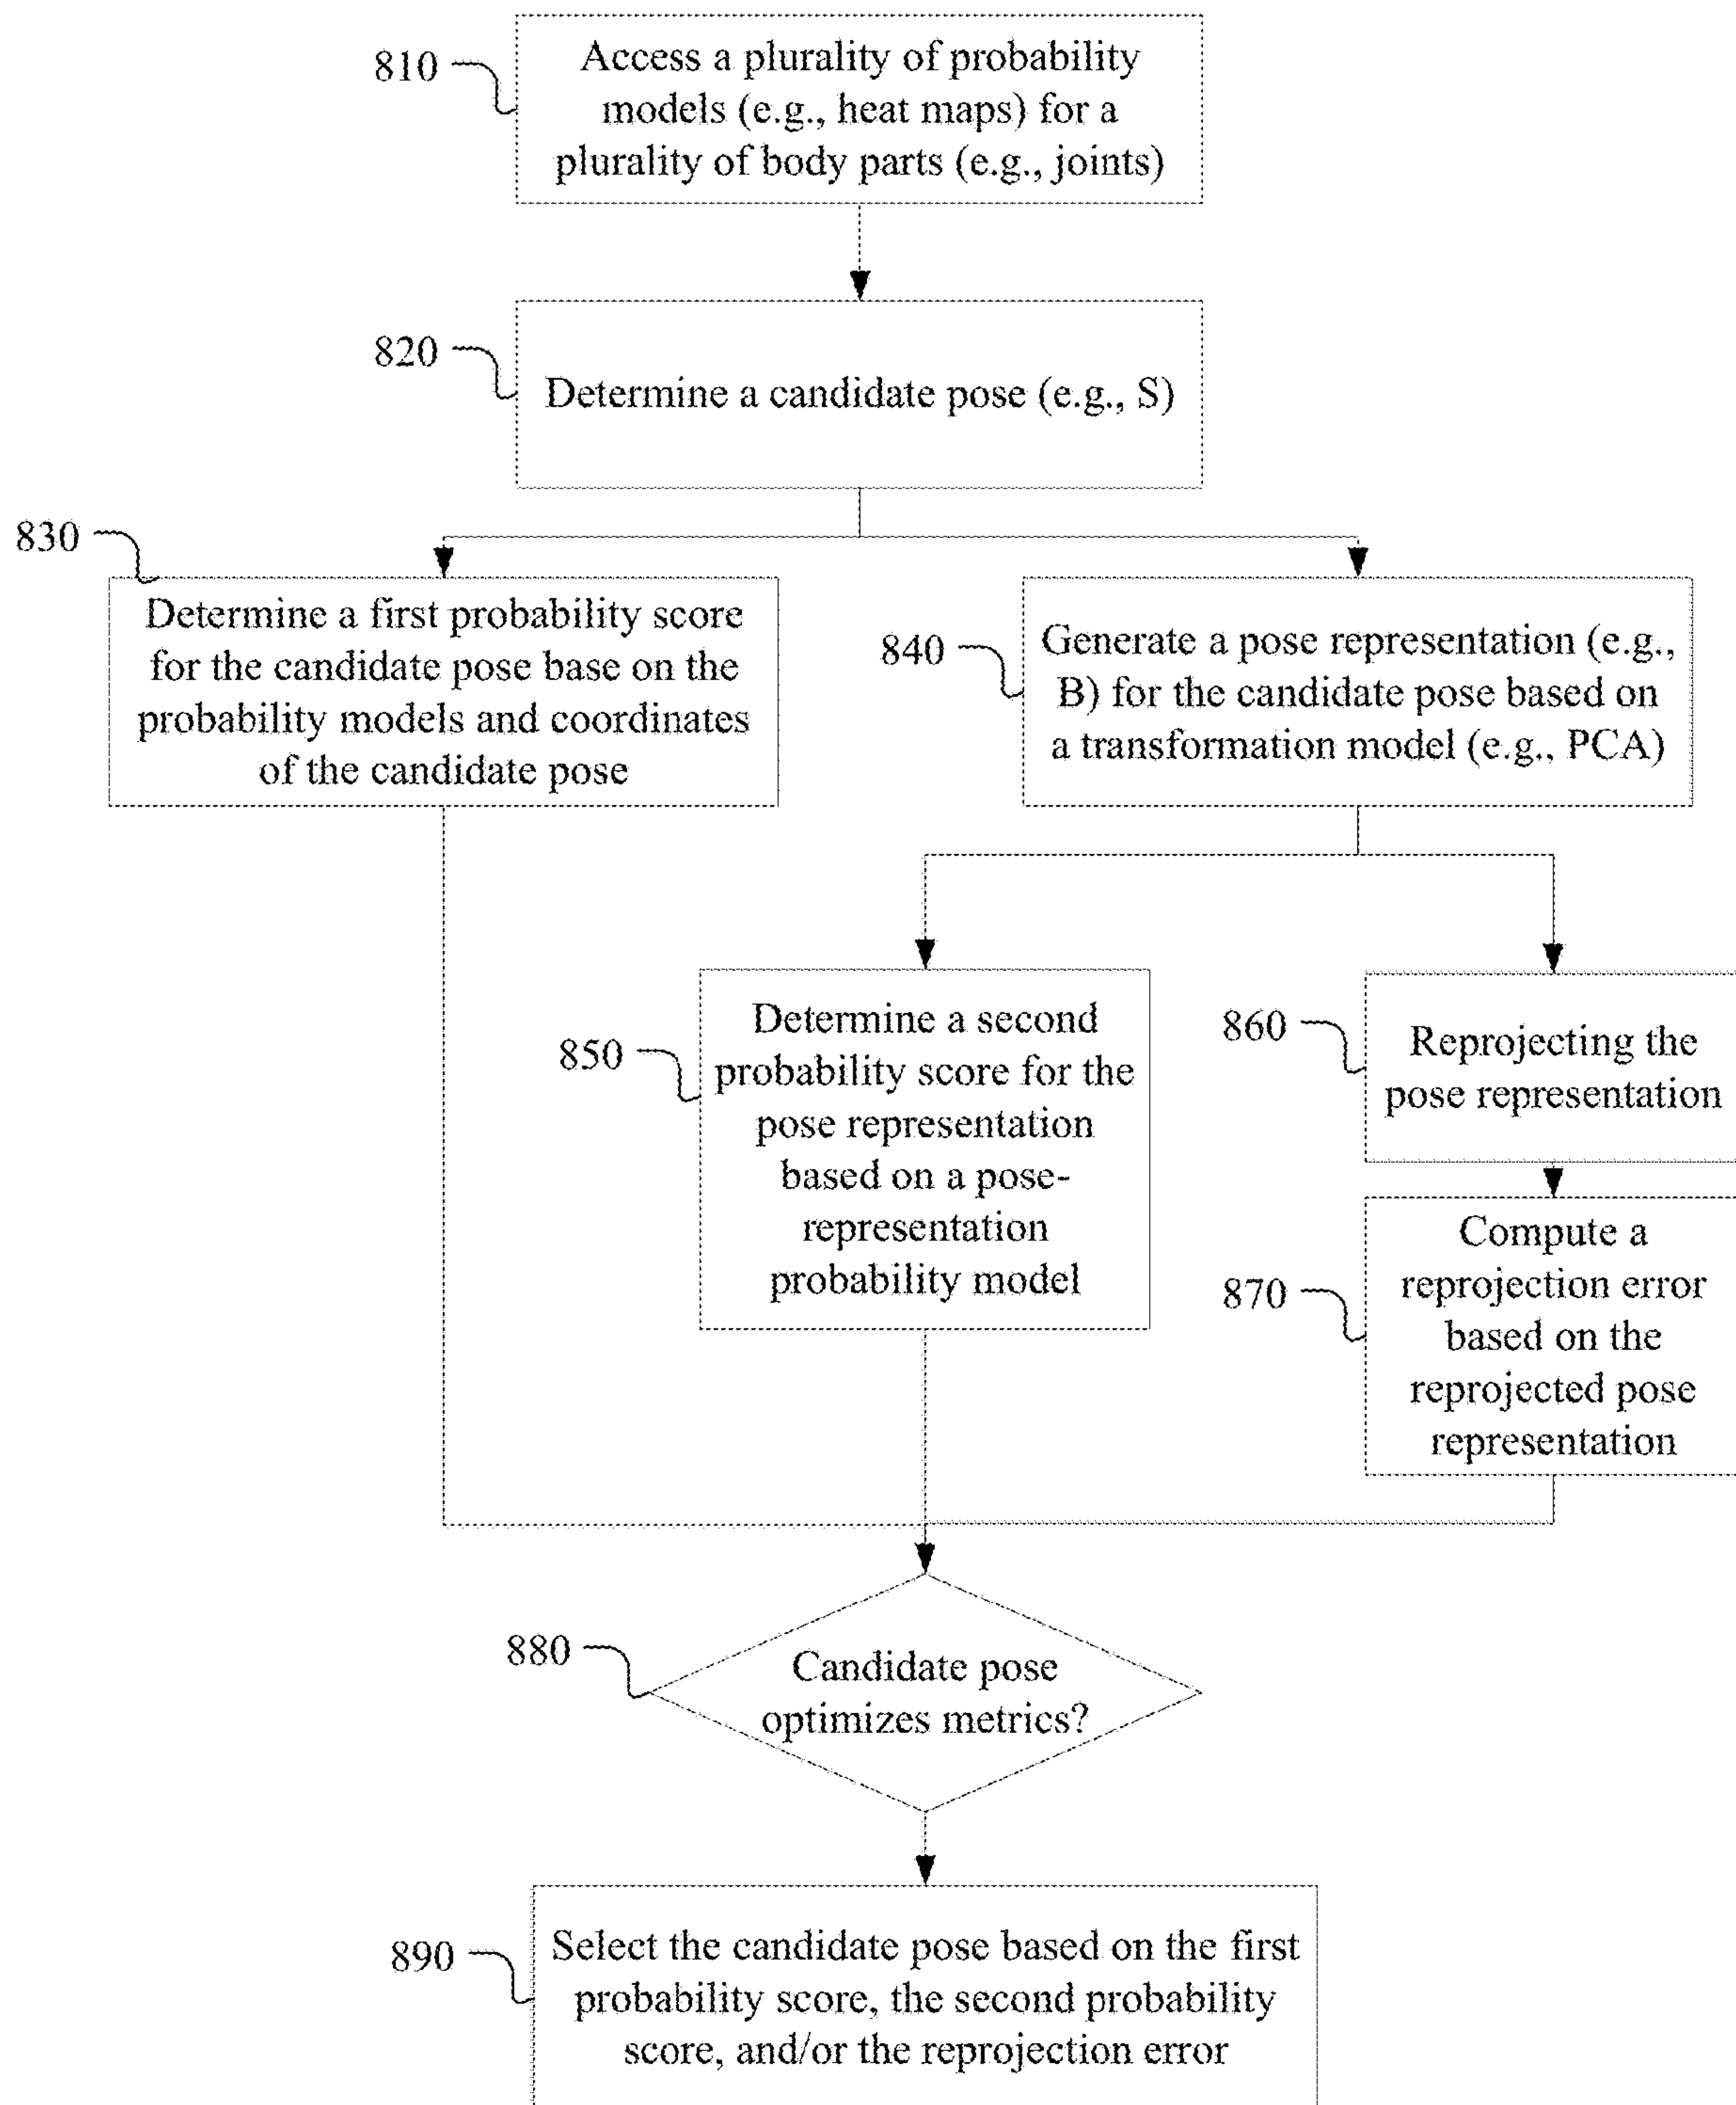 810
Access a plurality of probability
models (e.g., heat maps) for a
plurality of body parts (e.g., joints)
820
Determine a candidate pose (e.g., S)
830
Determine a first probability score
for the candidate pose base on the
probability models and coordinates
of the candidate pose
840
Generate a pose representation (e.g.,
B) for the candidate pose based on
a transformation model (e.g., PCA)
850
Determine a second
probability score for the
pose representation
based on a pose-
representation
probability model
860
Reprojecting the
pose representation
870
Compute a
reprojection error
based on the
reprojected pose
representation
880
Candidate pose
optimizes metrics?
890
Select the candidate pose based on the first
probability score, the second probability
score, and/or the reprojection error